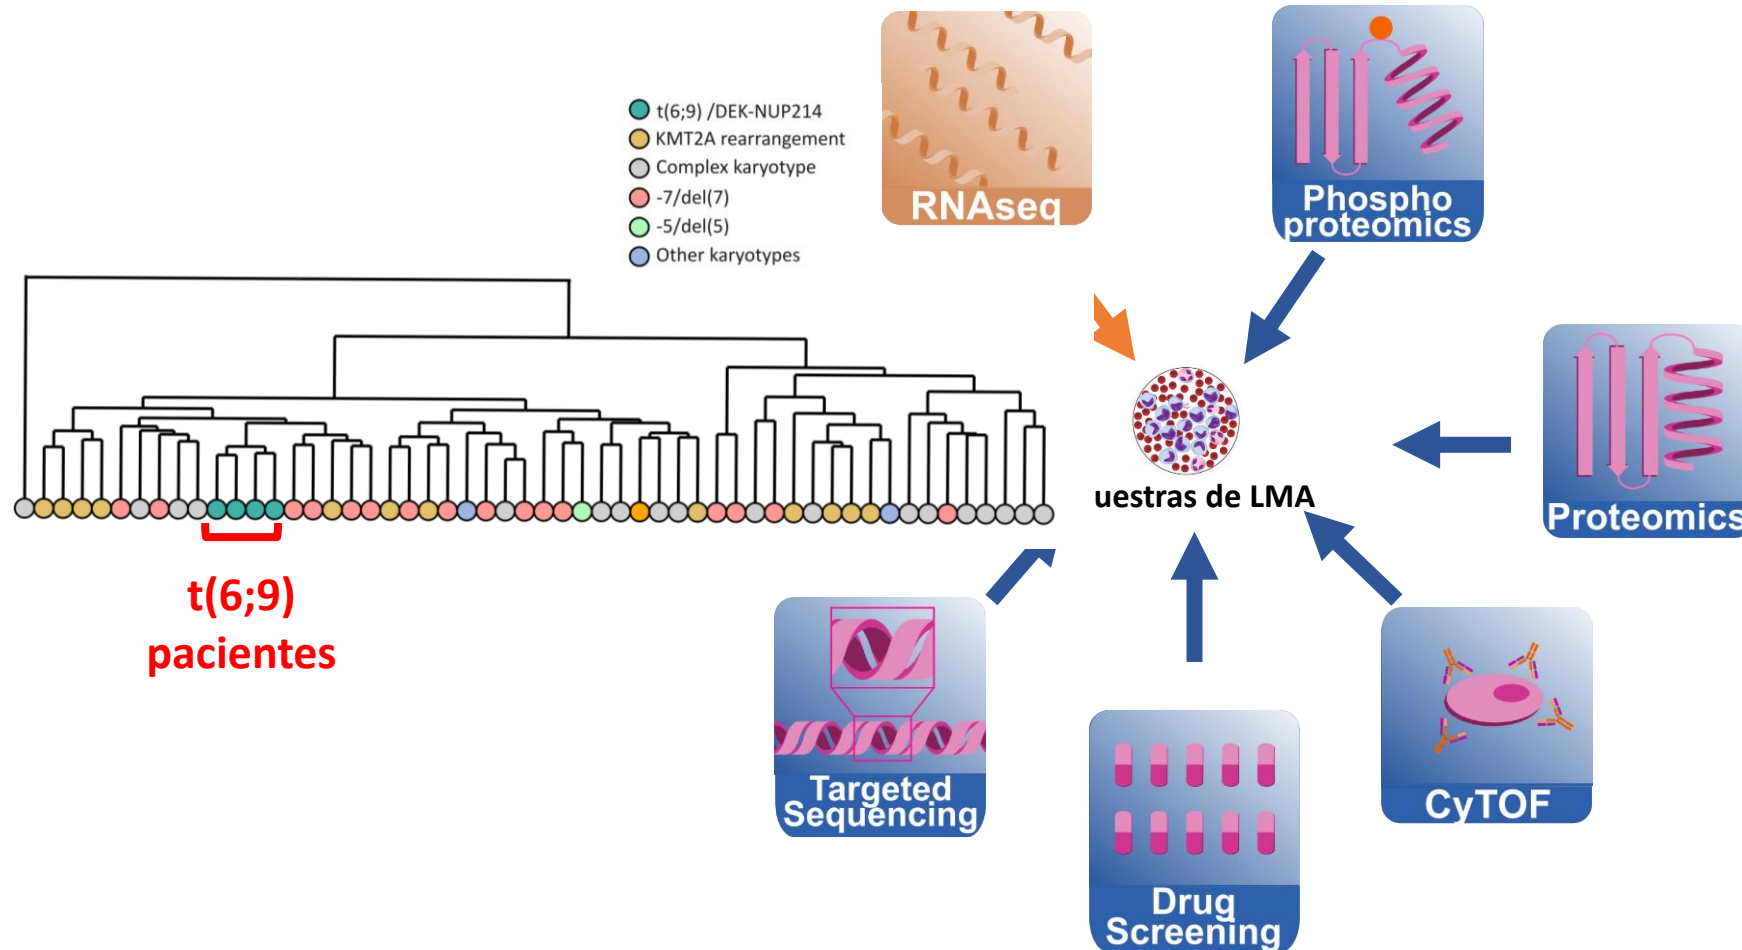 t(6;9) /DEK-NUP214
KMT2A rearrangement
Complex karyotype
-7/del(7)
-5/del(5)
Other karyotypes
t(6;9)
pacientes
RNAseq
Phospho
proteomics
Proteomics
uestras de LMA
Targeted
Sequencing
Drug
Screening
CyTOF